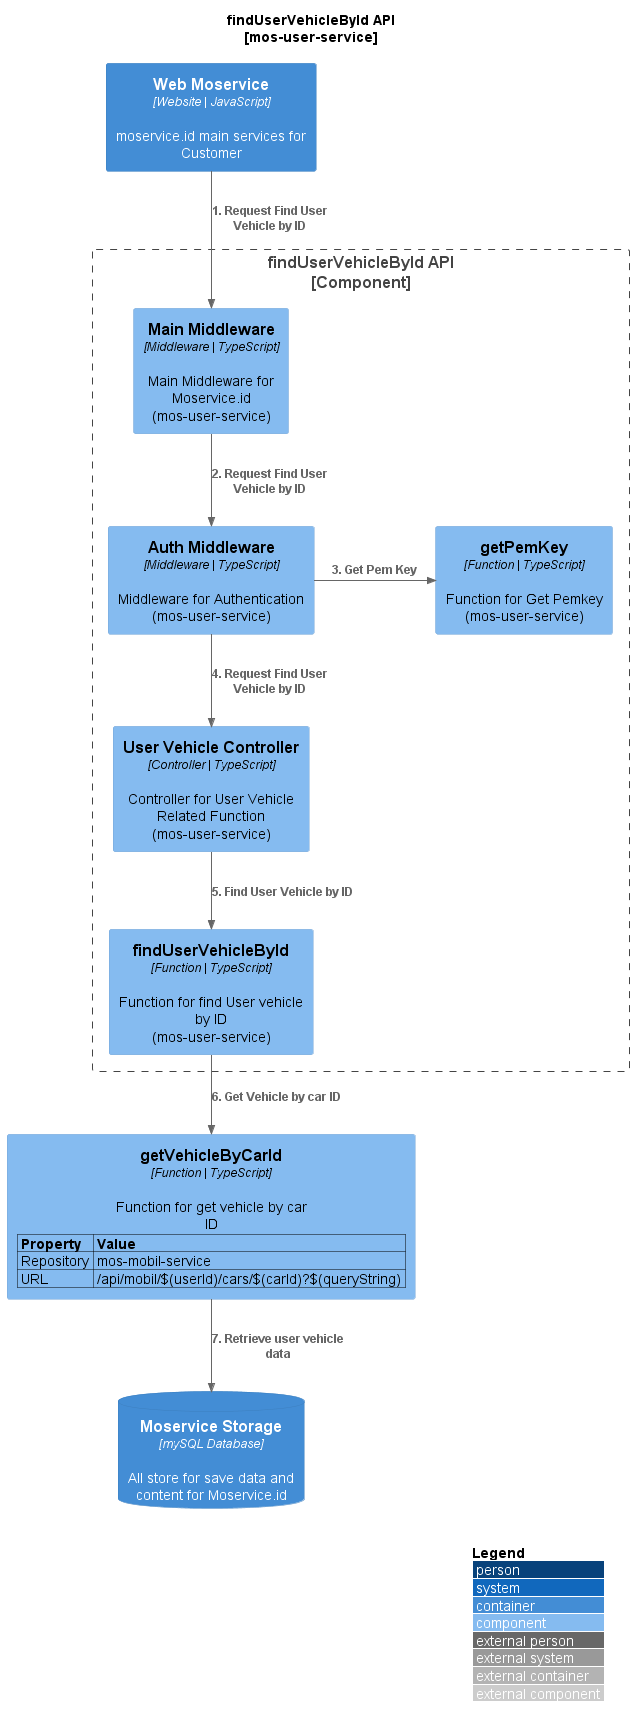 findUserVehicleById API
[mos-user-service]
Web Moservice
[Website | JavaScript]
moservice.id main services for
Customer
1. Request Find User
Vehicle by ID
findUserVehicleById API
[Component]
Main Middleware
[Middleware | TypeScript]
Main Middleware for
Moservice.id
(mos-user-service)
2. Request Find User
Vehicle by ID
Auth Middleware
[Middleware | TypeScript]
Middleware for Authentication
(mos-user-service)
3. Get Pem Key
getPemKey
[Function | TypeScript]
Function for Get Pemkey
(mos-user-service)
4. Request Find User
Vehicle by ID
User Vehicle Controller
[Controller | TypeScript]
Controller for User Vehicle
Related Function
(mos-user-service)
5. Find User Vehicle by ID
findUserVehicleById
[Function | TypeScript]
Function for find User vehicle
by ID
(mos-user-service)
6. Get Vehicle by car ID
getVehicleByCarId
[Function | TypeScript]
Function for get vehicle by car
ID
Property Value
Repository mos-mobil-service
URL /api/mobil/$(userId)/cars/$(carId)?$(queryString)
7. Retrieve user vehicle
data
Moservice Storage
[mySQL Database]
All store for save data and
content for Moservice.id
Legend
person
system
container
component
external person
external system
external container
external component